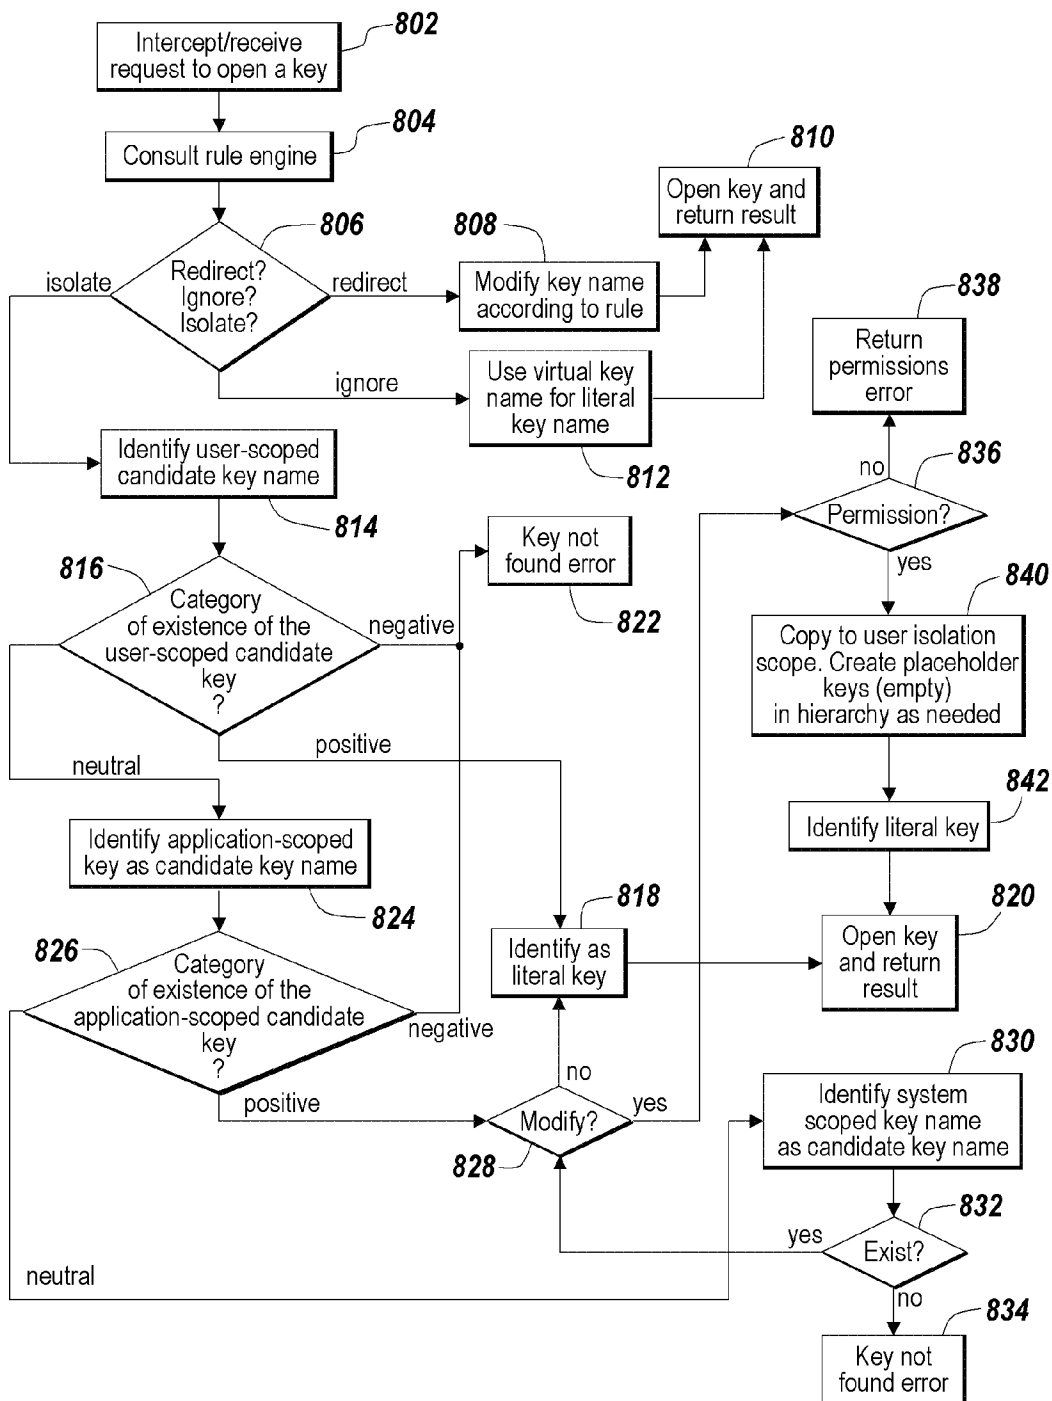 802
Intercept/receive
request to open a key
804
Consult rule engine
810
Open key and
return result
806
Redirect?
Ignore?
Isolate?
isolate
redirect
808
Modify key name
according to rule
838
Return
permissions
error
ignore
Use virtual key
name for literal
key name
812
Identify user-scoped
candidate key name
814
no
836
Permission?
yes
Key not
found error
822
816
Category
of existence of the
user-scoped candidate
key
?
negative
840
Copy to user isolation
scope. Create placeholder
keys (empty)
in hierarchy as needed
positive
neutral
842
Identify literal key
Identify application-scoped
key as candidate key name
824
818
Identify as
literal key
820
Open key
and return
result
826
Category
of existence of the
application-scoped candidate
key
?
negative
positive
no
Modify?
yes
828
830
Identify system
scoped key name
as candidate key name
832
yes
Exist?
neutral
no
834
Key not
found error